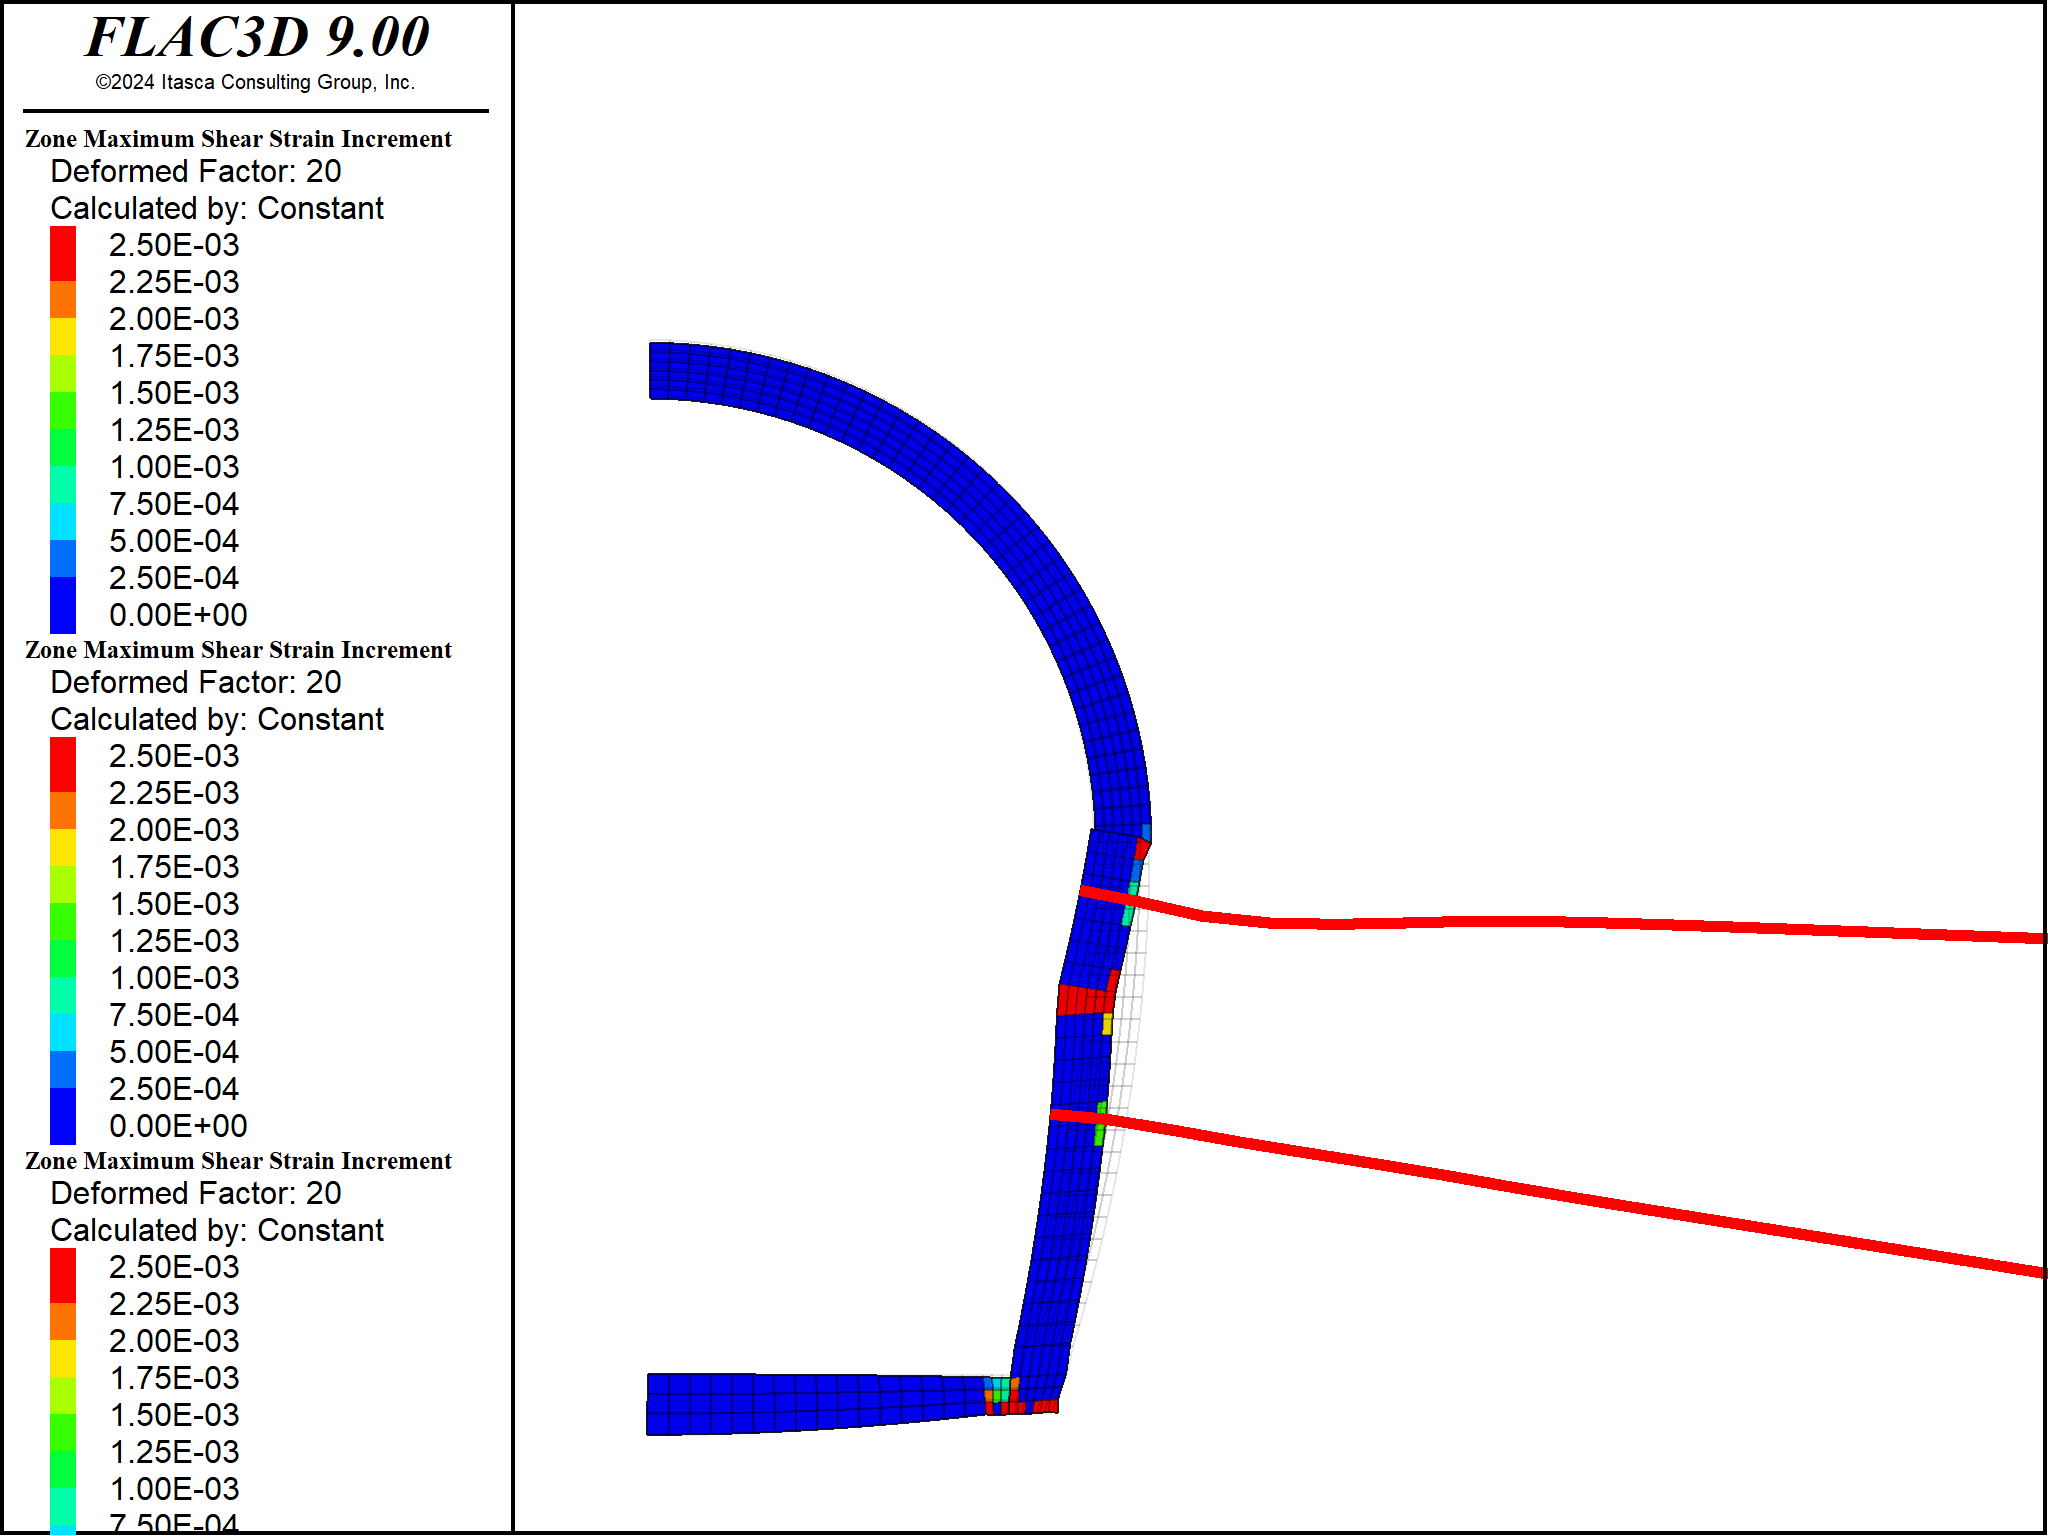 FLAC3D 9.00
©2024 Itasca Consulting Group, Inc.
Zone Maximum Shear Strain Increment
Deformed Factor: 20
Calculated by: Constant
2.50E-03
2.25E-03
2.00E-03
1.75E-03
1.50E-03
1.25E-03
1.00E-03
7.50E-04
5.00E-04
2.50E-04
0.00E+00
Zone Maximum Shear Strain Increment
Deformed Factor: 20
Calculated by: Constant
2.50E-03
2.25E-03
2.00E-03
1.75E-03
1.50E-03
1.25E-03
1.00E-03
7.50E-04
5.00E-04
2.50E-04
0.00E+00
Zone Maximum Shear Strain Increment
Deformed Factor: 20
Calculated by: Constant
2.50E-03
2.25E-03
2.00E-03
1.75E-03
1.50E-03
1.25E-03
1.00E-03
7.50E-04